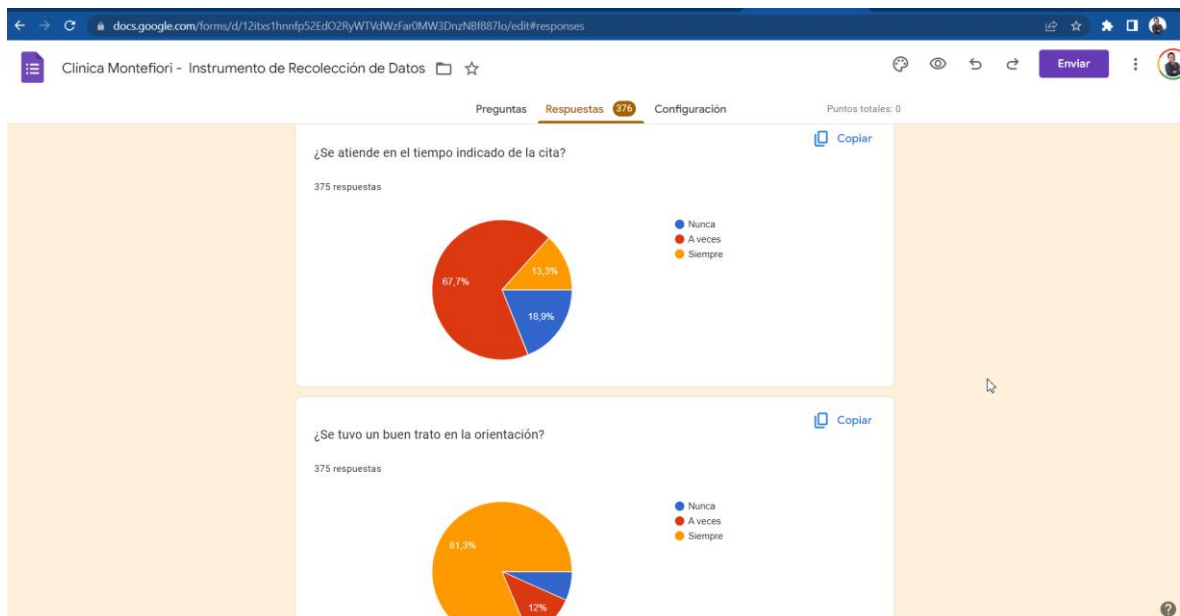 docs.google.com/forms/d/12itxs1hnnfp52EdO2RyWTVdWzFar0MW3DnzNBf887lo/edit#responses
Clínica Montefiori - Instrumento de Recolección de Datos
Enviar
Preguntas Respuestas 376 Configuración Puntos totales: 0
¿Se atiende en el tiempo indicado de la cita?
Copiar
375 respuestas
Nunca
A veces
Siempre
67,7%
13,3%
18,9%
¿Se tuvo un buen trato en la orientación?
Copiar
375 respuestas
Nunca
A veces
Siempre
81,3%
12%